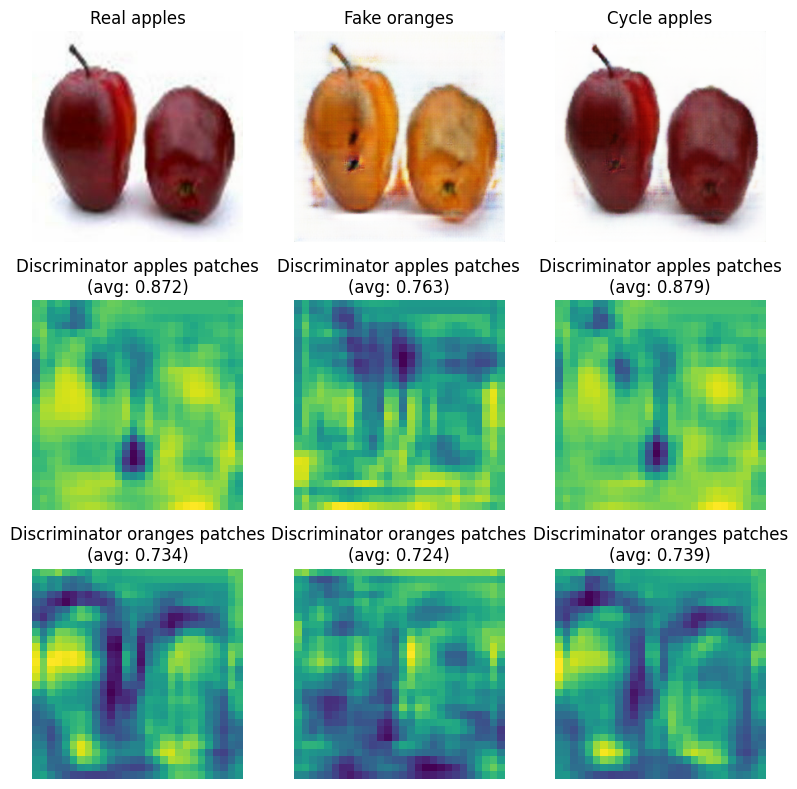 Real apples
Fake oranges
Cycle apples
Discriminator apples patches
(avg: 0.872)
Discriminator apples patches
(avg: 0.763)
Discriminator apples patches
(avg: 0.879)
Discriminator oranges patches
(avg: 0.734)
Discriminator oranges patches
(avg: 0.724)
Discriminator oranges patches
(avg: 0.739)